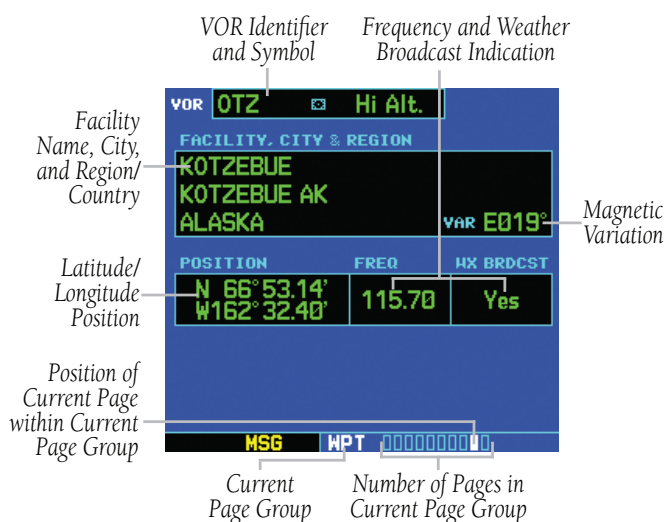 VOR Identifier
and Symbol
Frequency and Weather
Broadcast Indication
VOR OTZ Hi Alt.
Facility
Name, City,
and Region/
Country
FACILITY, CITY & REGION
KOTZEBUE
KOTZEBUE AK
ALASKA VAR E019°
Magnetic
Variation
Latitude/
Longitude
Position
POSITION FREQ WX BRDCST
N 66°53.14'
W162°32.40'
115.70 Yes
Position of
Current Page
within Current
Page Group
MSG WPT
Current
Page Group
Number of Pages in
Current Page Group